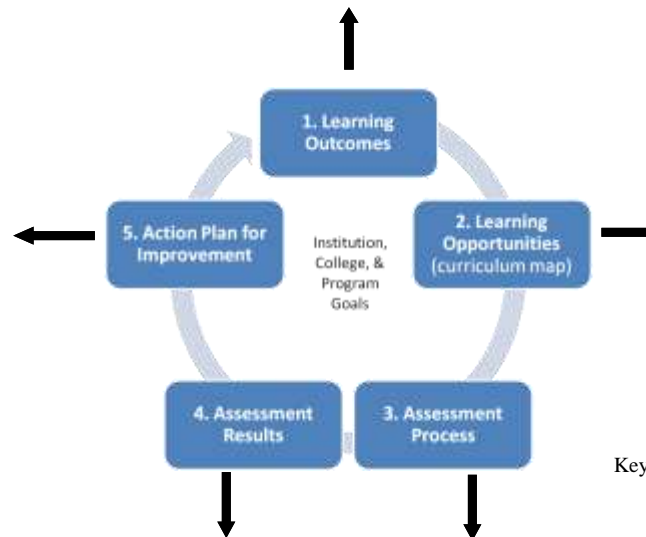 1. Learning
Outcomes
2. Learning
Opportunities
(curriculum map)
3. Assessment
Process
4. Assessment
Results
5. Action Plan for
Improvement
Institution,
College, &
Program
Goals
Key